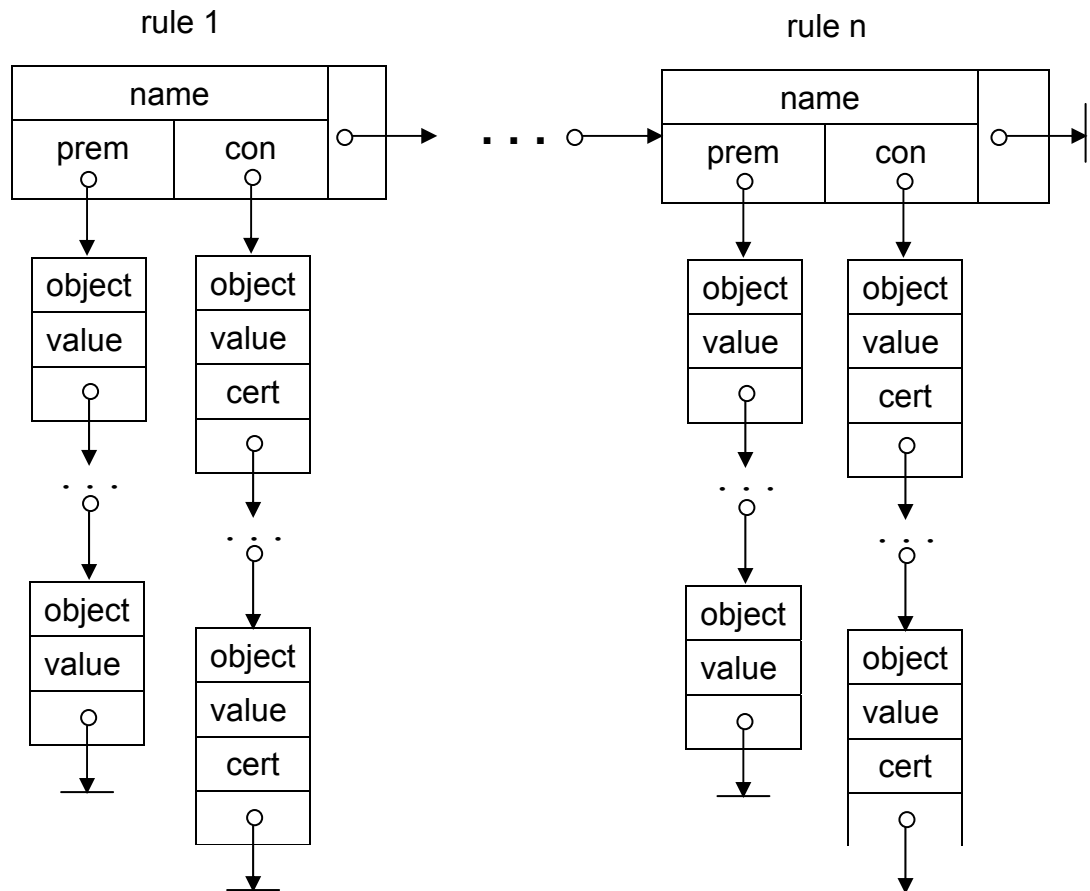 rule 1
rule n
name
prem con
. . .
name
prem con
object
value
object
value
cert
. . .
. . .
object
value
object
value
cert
object
value
object
value
cert
. . .
. . .
object
value
object
value
cert